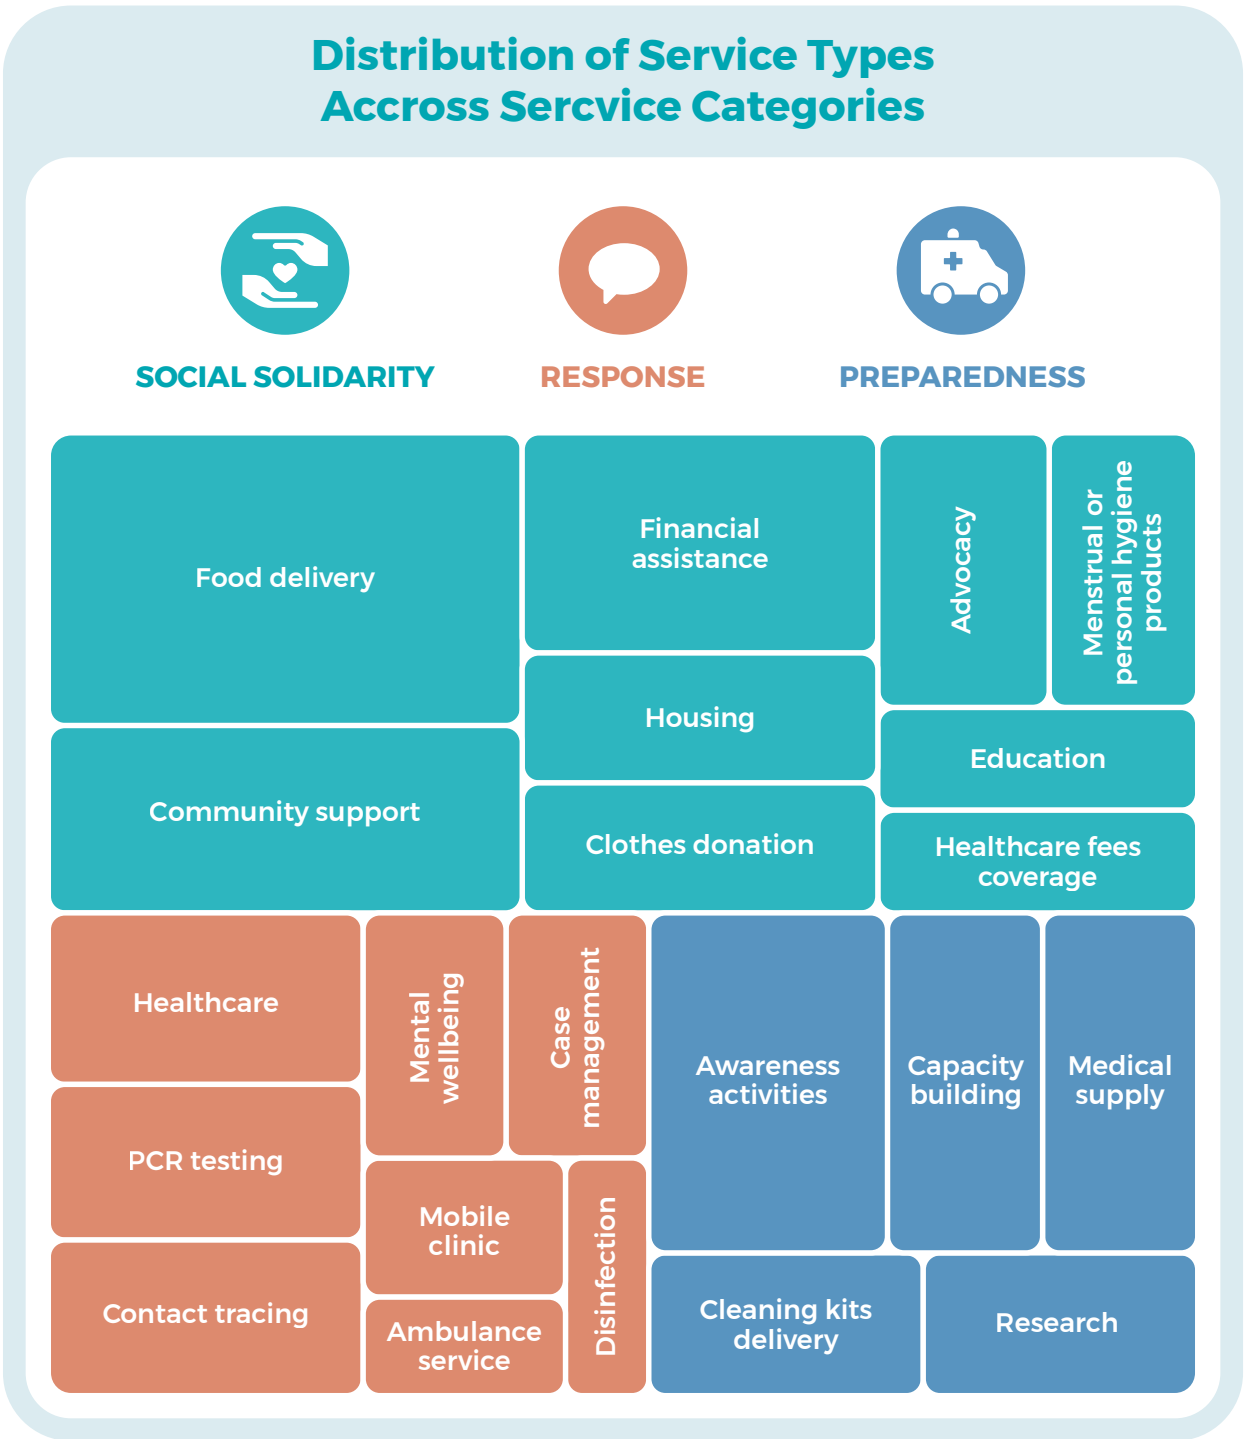 Distribution of Service Types
Accross Sercvice Categories
SOCIAL SOLIDARITY
RESPONSE
PREPAREDNESS
Food delivery
Financial
assistance
Advocacy
Menstrual or
personal hygiene
products
Housing
Education
Community support
Clothes donation
Healthcare fees
coverage
Healthcare
Mental
wellbeing
Case
management
Awareness
activities
Capacity
building
Medical
supply
PCR testing
Mobile
clinic
Disinfection
Contact tracing
Ambulance
service
Cleaning kits
delivery
Research